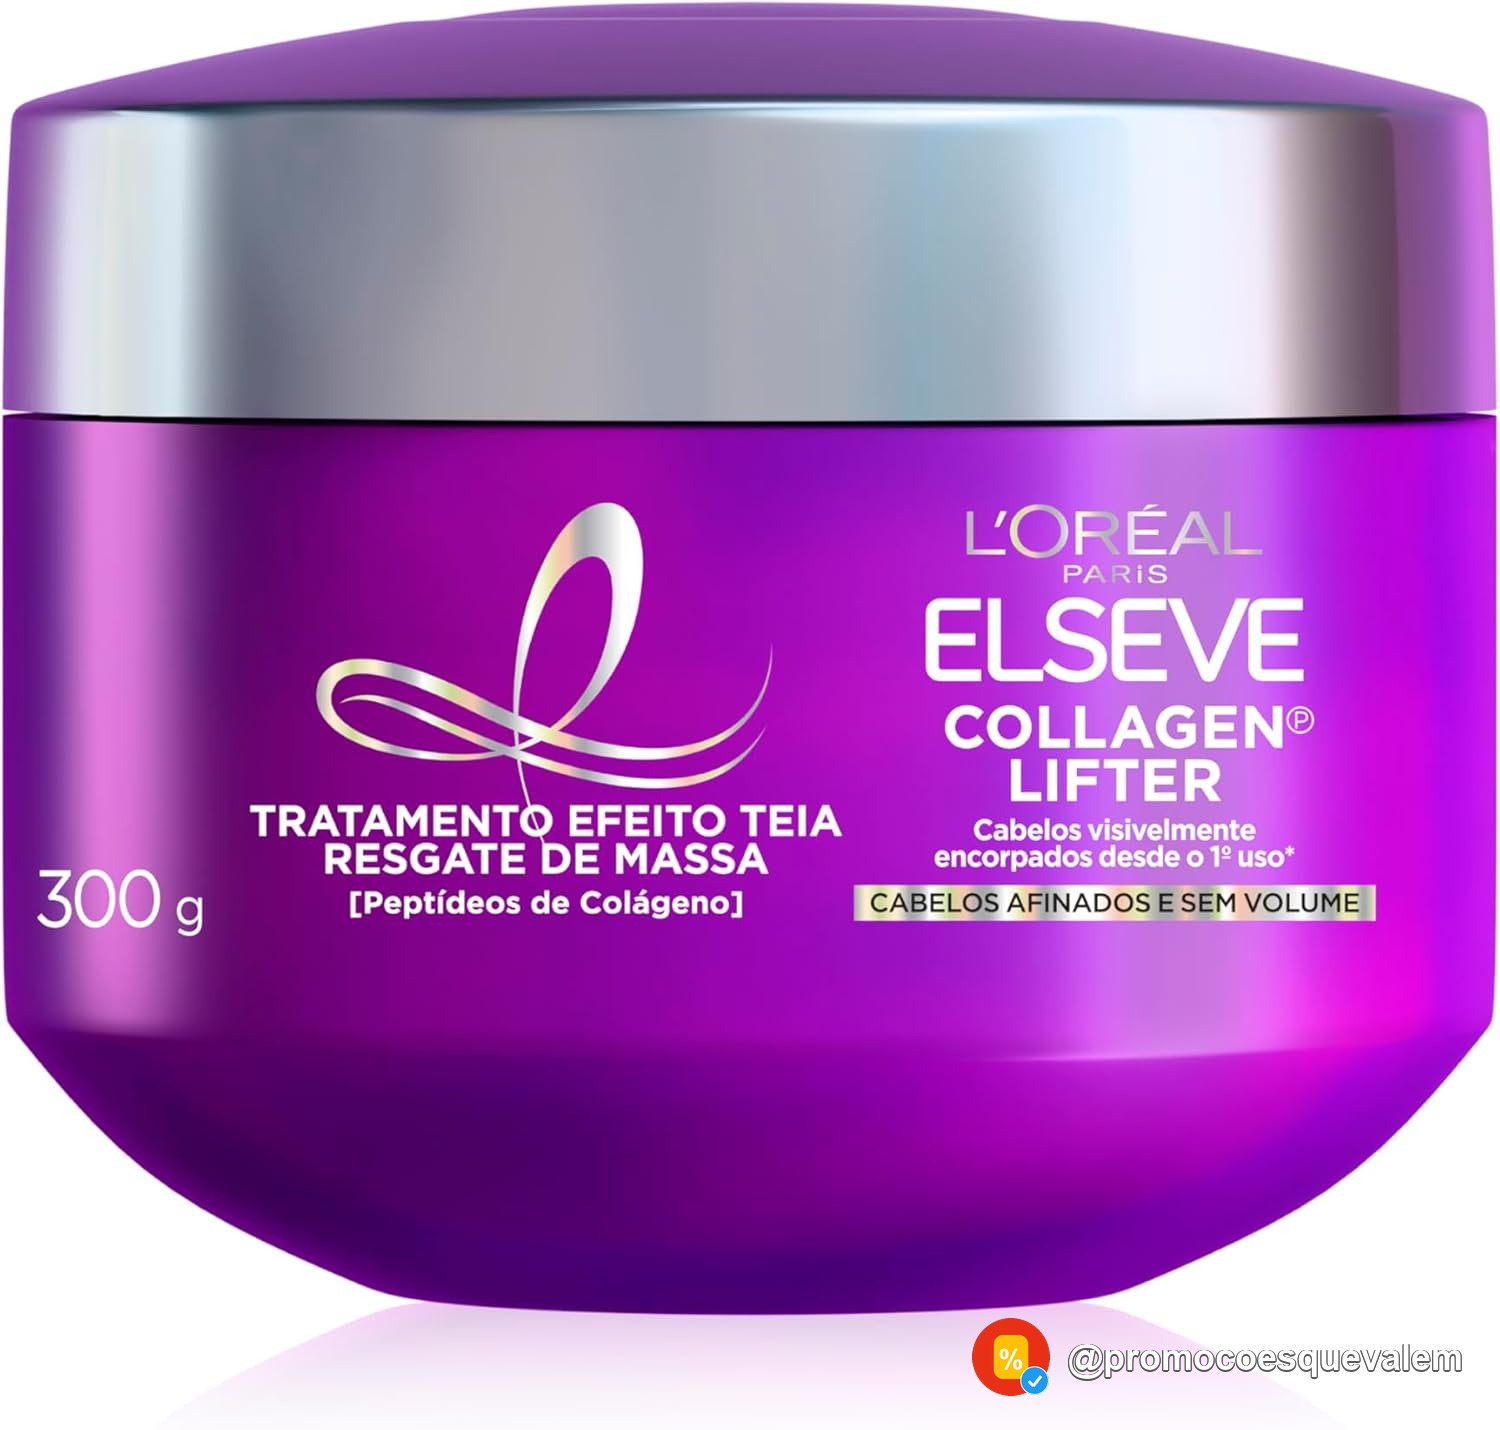 L'ORÉAL
PARIS
ELSEVE
COLLAGEN℗
LIFTER
Cabelos visivelmente
encorpados desde o 1º uso*
CABELOS AFINADOS E SEM VOLUME
TRATAMENTO EFEITO TEIA
RESGATE DE MASSA
[Peptídeos de Colágeno]
300 g
%
@promocoesquevalem